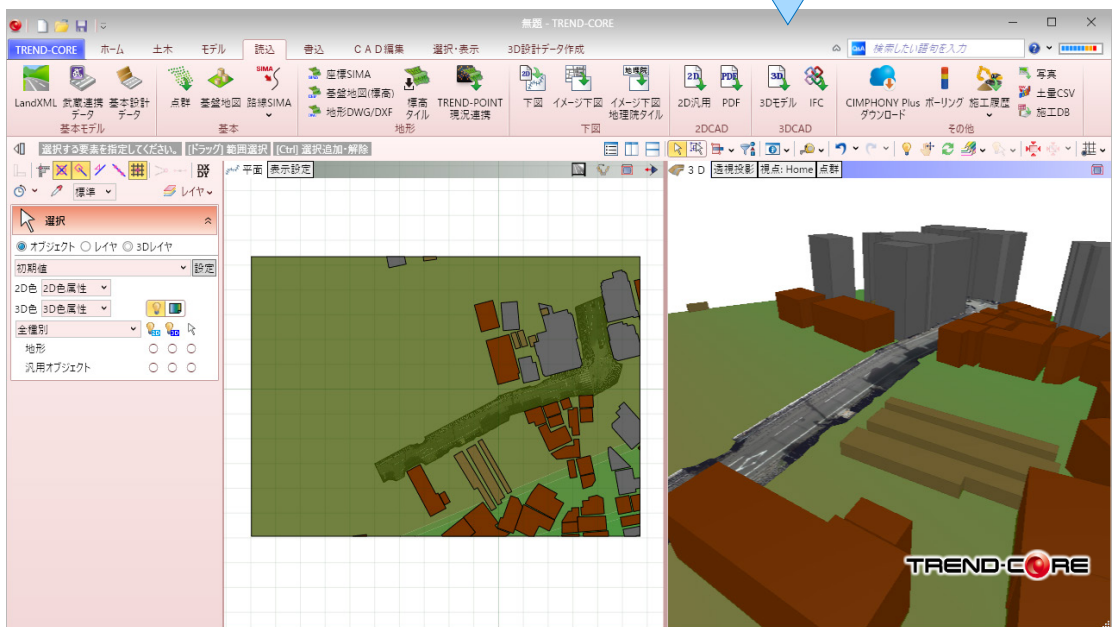 無題 - TREND-CORE
TREND-CORE ホーム 土木 モデル 読込 書込 CAD編集 選択・表示 3D設計データ作成 Q&A 検索したい語句を入力
LandXML 武蔵連携データ 基本設計データ 点群 基盤地図 路線SIMA 座標SIMA 基盤地図(標高) 地形DWG/DXF 標高タイル TREND-POINT現況連携 下図 イメージ下図 イメージ下図地理院タイル 2D汎用 PDF 3Dモデル IFC CIMPHONY Plusダウンロード ボーリング 施工履歴 写真 土量CSV 施工DB
基本モデル 基本 地形 下図 2DCAD 3DCAD その他
選択する要素を指定してください。 [ドラッグ] 範囲選択 [Ctrl] 選択追加・解除
平面 表示設定
3 D 透視投影 視点: Home 点群
標準 レイヤ
選択
オブジェクト レイヤ 3Dレイヤ
初期値 設定
2D色 2D色属性
3D色 3D色属性
全種別
地形
汎用オブジェクト
TREND-CORE